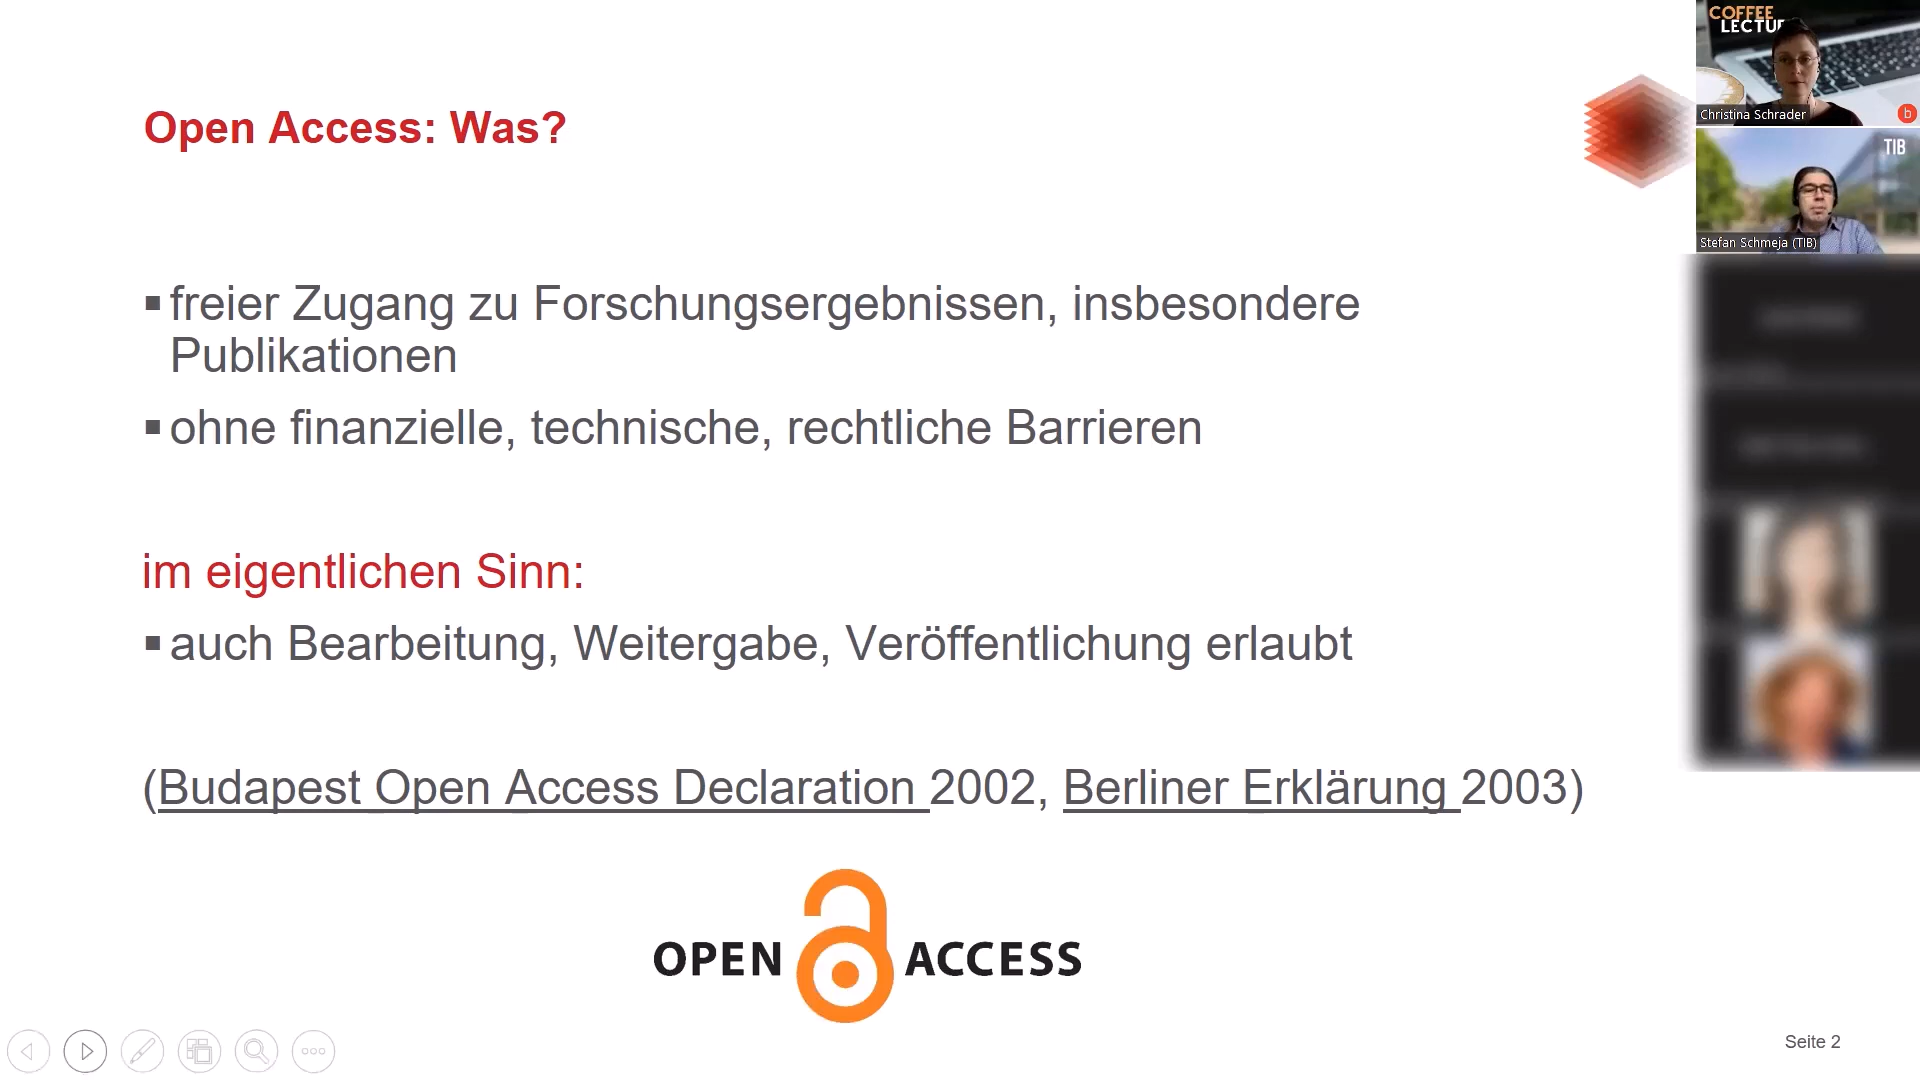 Open Access: Was?
▪ freier Zugang zu Forschungsergebnissen, insbesondere
Publikationen
▪ ohne finanzielle, technische, rechtliche Barrieren
im eigentlichen Sinn:
▪ auch Bearbeitung, Weitergabe, Veröffentlichung erlaubt
(Budapest Open Access Declaration 2002, Berliner Erklärung 2003)
OPEN ACCESS
Seite 2
COFFEE
LECTU
Christina Schrader
b
TIB
Stefan Schmeja (TIB)